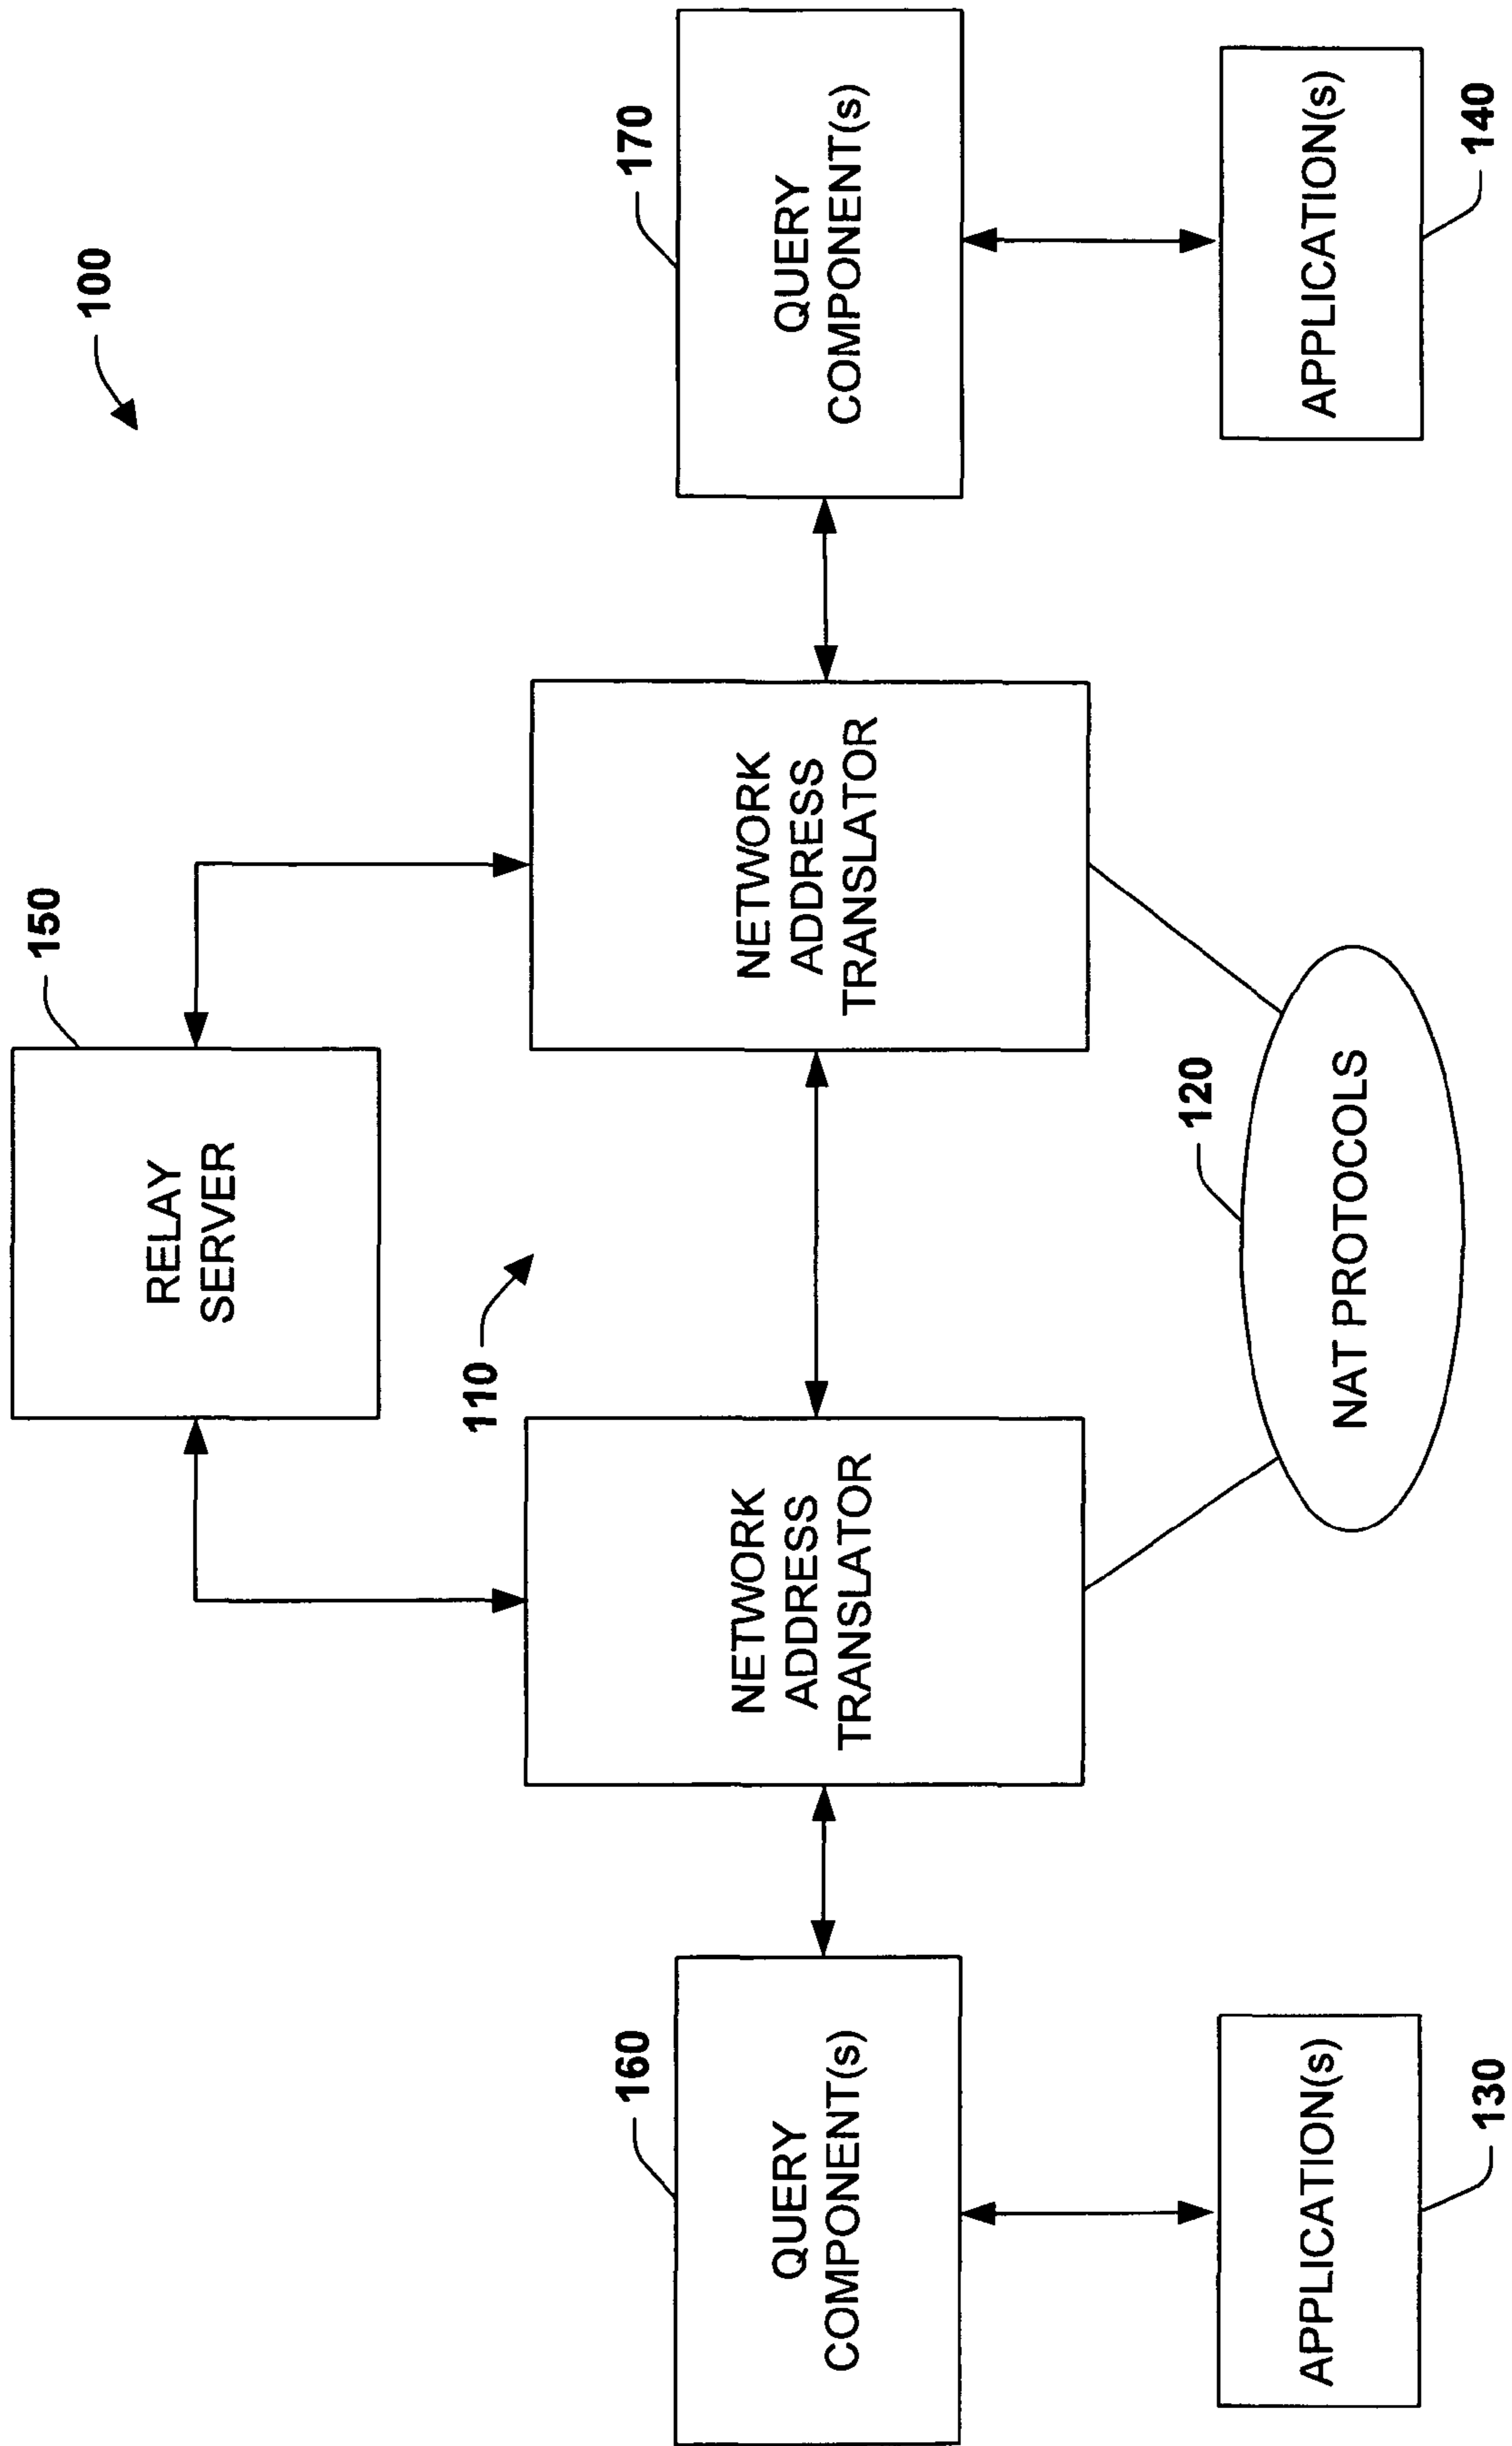 100
150
RELAY
SERVER
110
160
QUERY
COMPONENT(s)
NETWORK
ADDRESS
TRANSLATOR
NETWORK
ADDRESS
TRANSLATOR
170
QUERY
COMPONENT(s)
120
NAT PROTOCOLS
APPLICATION(s)
130
APPLICATION(s)
140